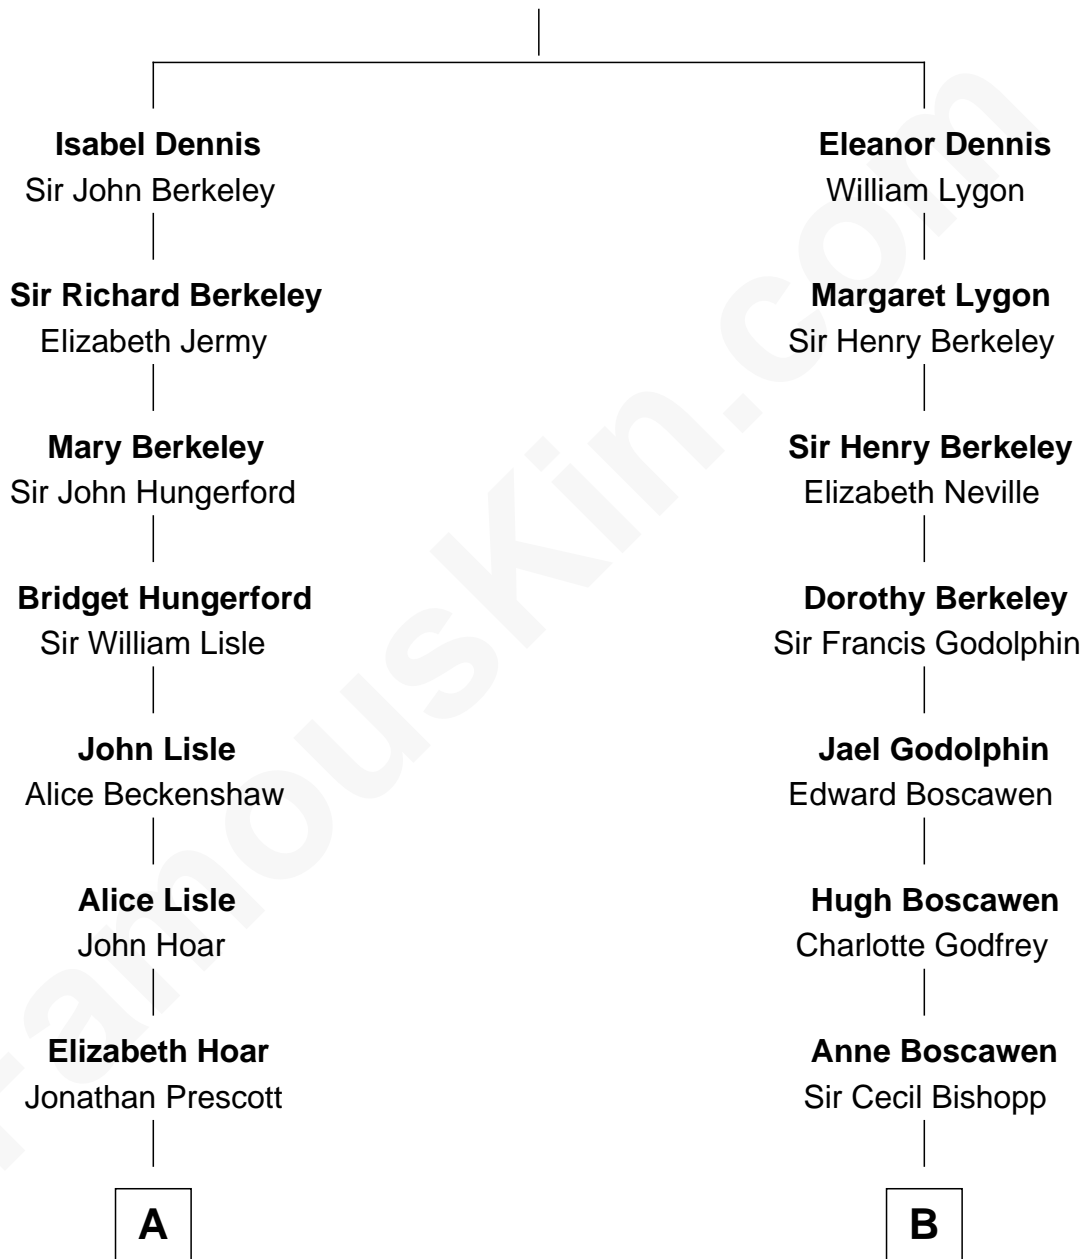 Isabel Dennis
Sir John Berkeley
Eleanor Dennis
William Lygon
Sir Richard Berkeley
Elizabeth Jermy
Margaret Lygon
Sir Henry Berkeley
Mary Berkeley
Sir John Hungerford
Sir Henry Berkeley
Elizabeth Neville
Bridget Hungerford
Sir William Lisle
Dorothy Berkeley
Sir Francis Godolphin
John Lisle
Alice Beckenshaw
Jael Godolphin
Edward Boscawen
Alice Lisle
John Hoar
Hugh Boscawen
Charlotte Godfrey
Elizabeth Hoar
Jonathan Prescott
Anne Boscawen
Sir Cecil Bishopp
A
B
FamousKin.com